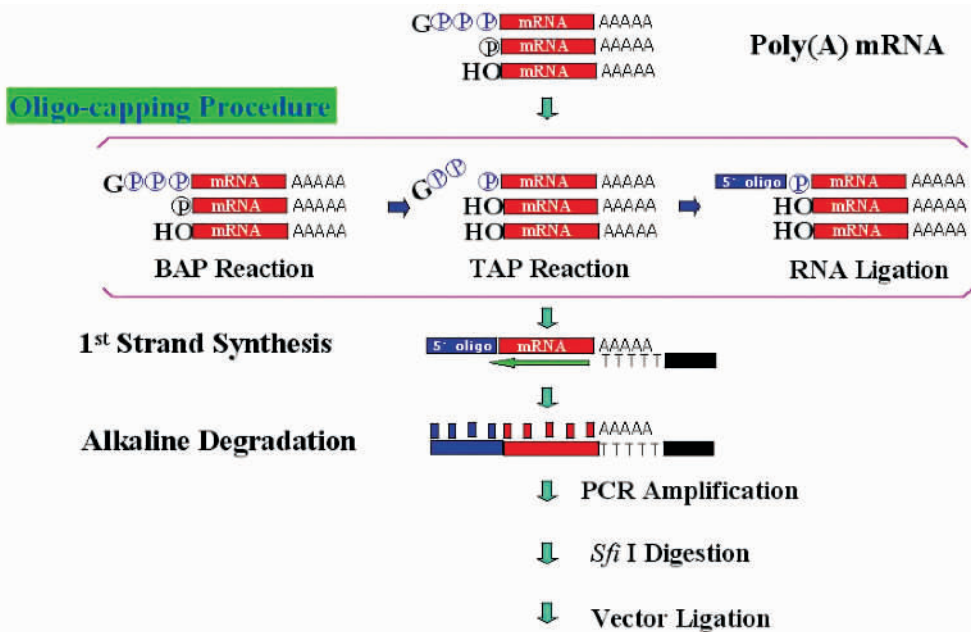 GⓅⓅⓅ mRNA AAAAA
Ⓟ mRNA AAAAA
HO mRNA AAAAA
Poly(A) mRNA
Oligo-capping Procedure
GⓅⓅⓅ mRNA AAAAA
Ⓟ mRNA AAAAA
HO mRNA AAAAA
BAP Reaction
GⓅⓅ Ⓟ mRNA AAAAA
HO mRNA AAAAA
HO mRNA AAAAA
TAP Reaction
5' oligo Ⓟ mRNA AAAAA
HO mRNA AAAAA
HO mRNA AAAAA
RNA Ligation
1st Strand Synthesis
5' oligo mRNA AAAAA
TTTTT
Alkaline Degradation
AAAAA
TTTTT
PCR Amplification
Sfi I Digestion
Vector Ligation